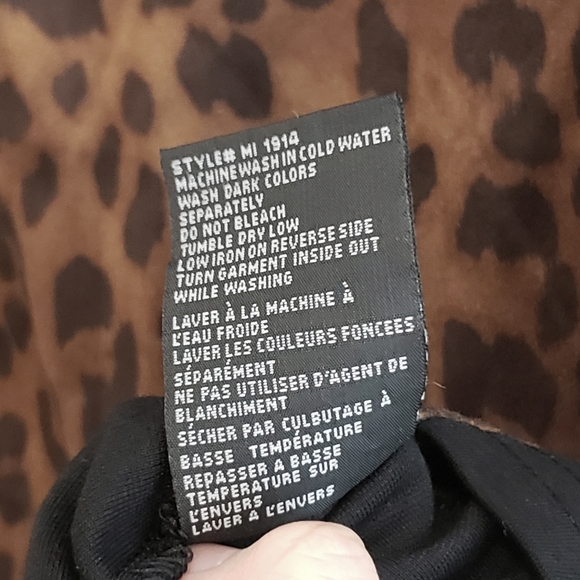 STYLE# MI 1914
MACHINE WASH IN COLD WATER
WASH DARK COLORS
SEPARATELY
DO NOT BLEACH
TUMBLE DRY LOW
LOW IRON ON REVERSE SIDE
TURN GARMENT INSIDE OUT
WHILE WASHING
LAVER À LA MACHINE À
L'EAU FROIDE
LAVER LES COULEURS FONCEES
SÉPARÉMENT
NE PAS UTILISER D'AGENT DE
BLANCHIMENT
SÉCHER PAR CULBUTAGE À
BASSE TEMPÉRATURE
REPASSER A BASSE
TEMPERATURE SUR
L'ENVERS
LAVER A L'ENVERS